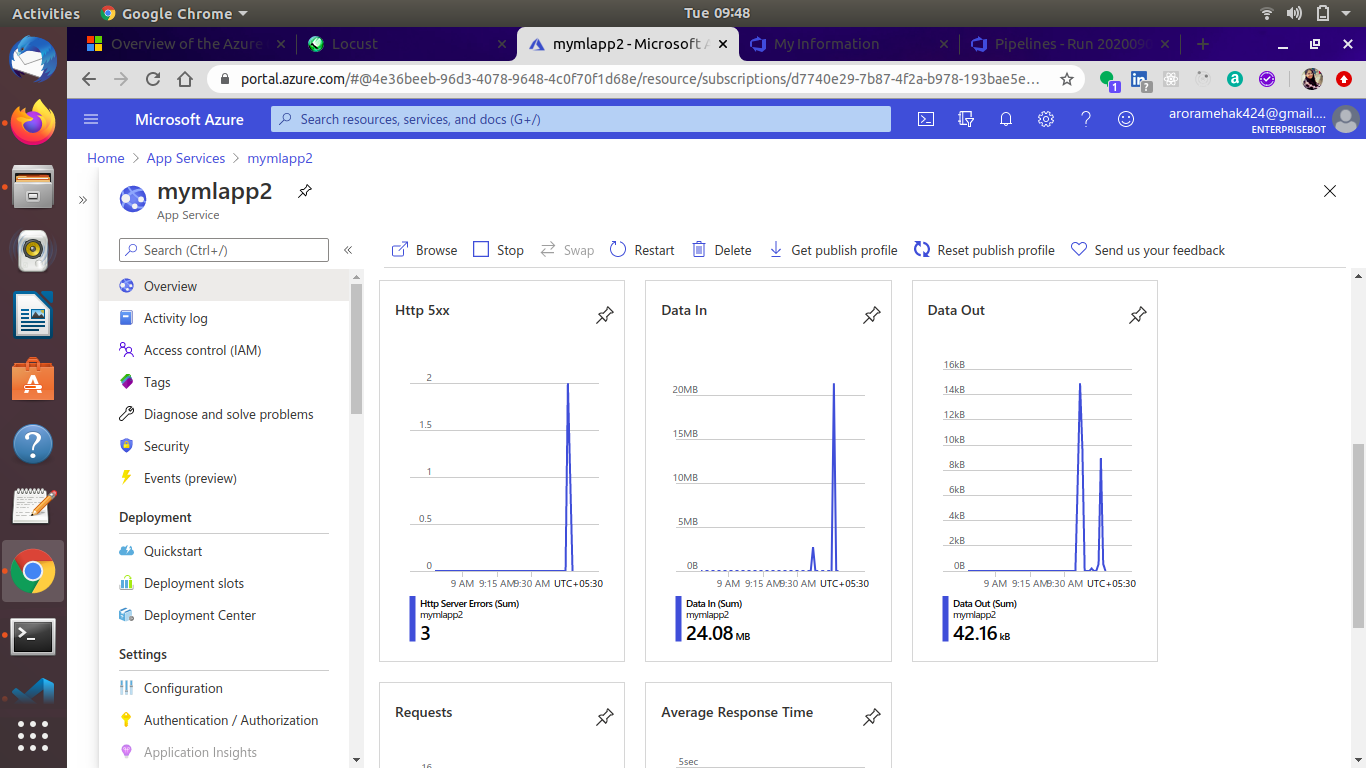 Activities Google Chrome Tue 09:48
Overview of the Azure Locust mymlapp2 - Microsoft A My Information Pipelines - Run 202009
portal.azure.com/#@4e36beeb-96d3-4078-9648-4c0f70f1d68e/resource/subscriptions/d7740e29-7b87-4f2a-b978-193bae5e... 1 ?
Microsoft Azure Search resources, services, and docs (G+/) aroramehak424@gmail....
ENTERPRISEBOT
Home > App Services > mymlapp2
mymlapp2
App Service
Search (Ctrl+/) Browse Stop Swap Restart Delete Get publish profile Reset publish profile Send us your feedback
Overview
Activity log
Access control (IAM)
Tags
Diagnose and solve problems
Security
Events (preview)
Deployment
Quickstart
Deployment slots
Deployment Center
Settings
Configuration
Authentication / Authorization
Application Insights
Http 5xx
2
1.5
1
0.5
0
9 AM 9:15 AM 9:30 AM UTC+05:30
Http Server Errors (Sum)
mymlapp2
3
Data In
20MB
15MB
10MB
5MB
0B
9 AM 9:15 AM 9:30 AM UTC+05:30
Data In (Sum)
mymlapp2
24.08 MB
Data Out
16kB
14kB
12kB
10kB
8kB
6kB
4kB
2kB
0B
9 AM 9:15 AM 9:30 AM UTC+05:30
Data Out (Sum)
mymlapp2
42.16 kB
Requests
16
Average Response Time
5sec